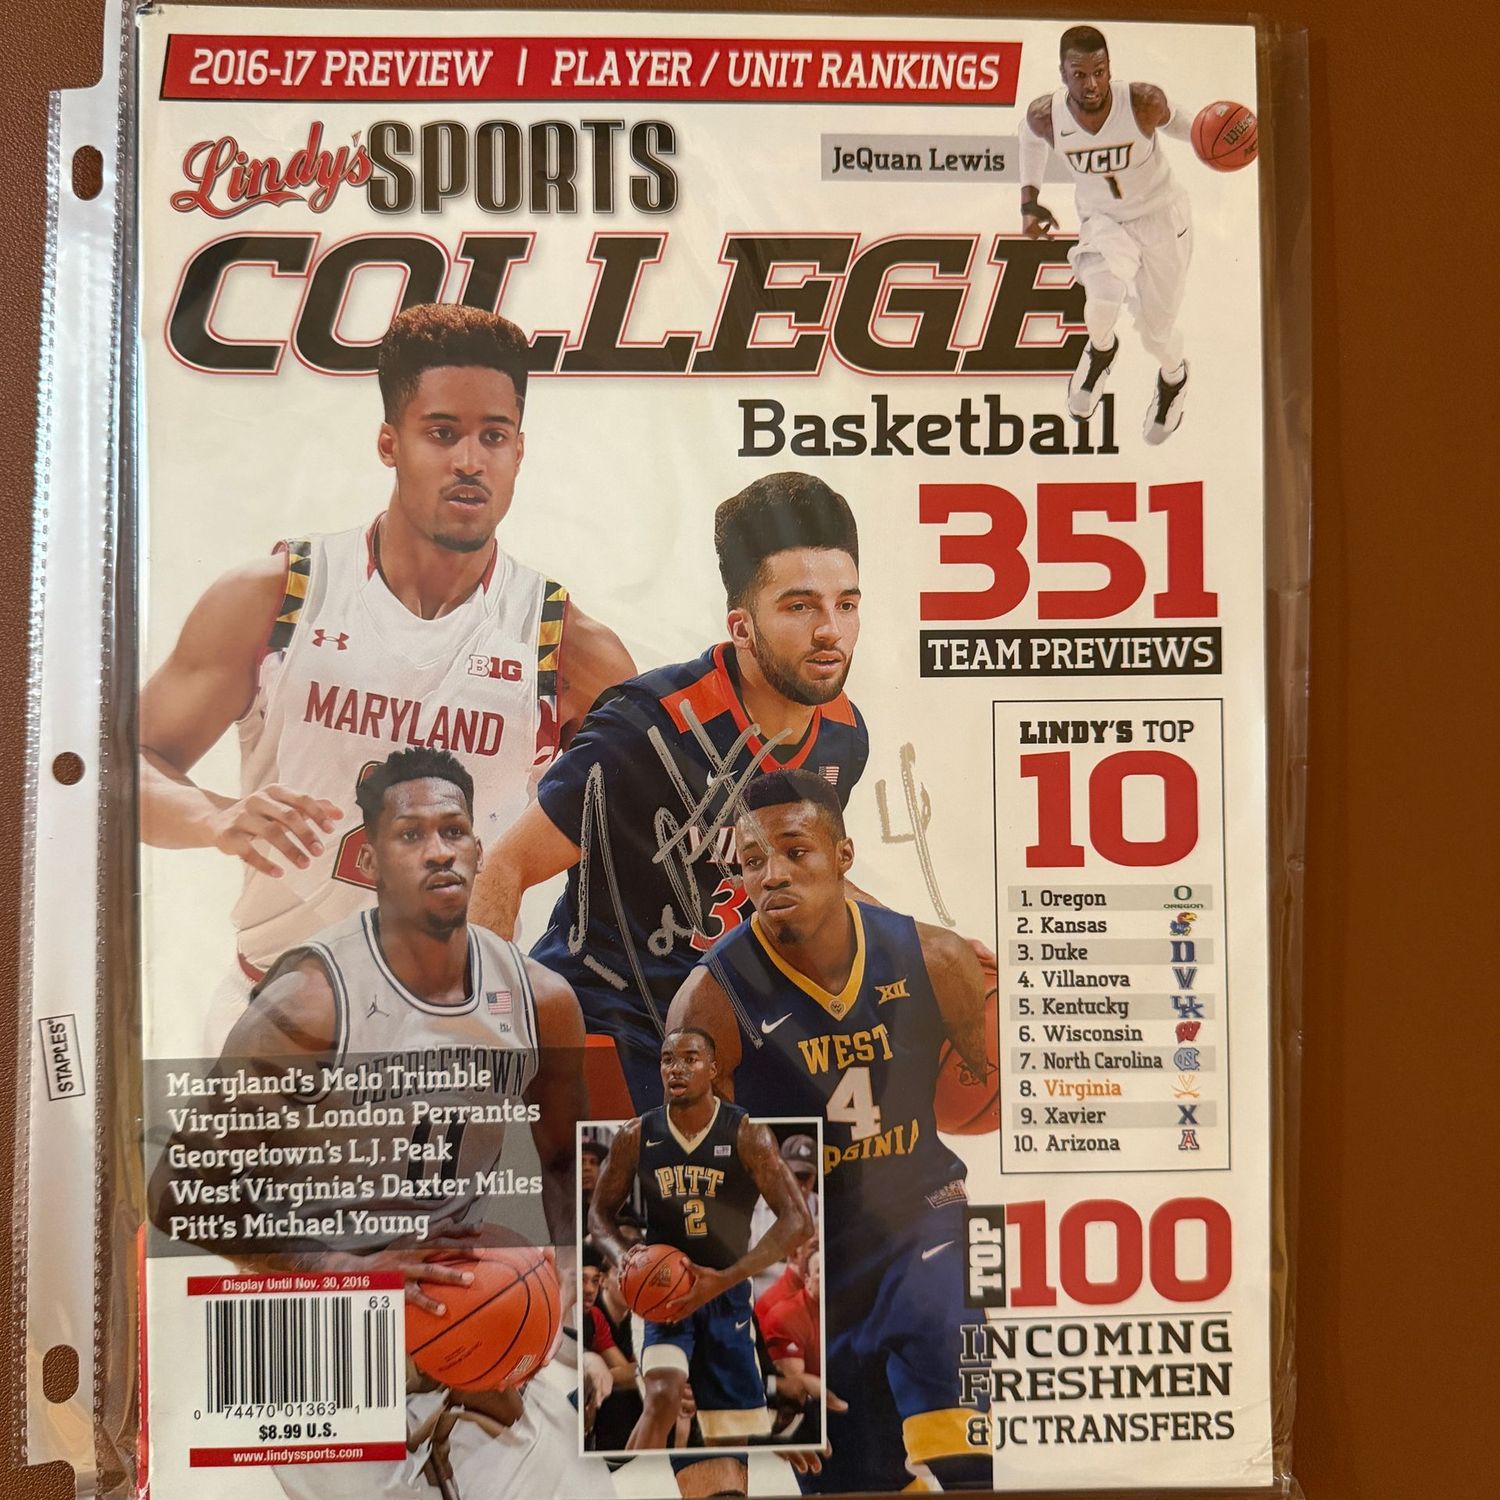 2016-17 PREVIEW | PLAYER / UNIT RANKINGS
Lindy's SPORTS
JeQuan Lewis
VCU
1
COLLEGE
Basketball
351
TEAM PREVIEWS
B1G
MARYLAND
LINDY'S TOP
10
1. Oregon
OREGON
2. Kansas
3. Duke
4. Villanova
5. Kentucky
6. Wisconsin
7. North Carolina
8. Virginia
9. Xavier
10. Arizona
XII
WEST
4
GEORGETOWN
Maryland's Melo Trimble
Virginia's London Perrantes
Georgetown's L.J. Peak
West Virginia's Daxter Miles
Pitt's Michael Young
PITT
2
STAPLES
TOP 100
INCOMING
FRESHMEN
& JC TRANSFERS
Display Until Nov. 30, 2016
63
0 74470 01363 1
$8.99 U.S.
www.lindyssports.com